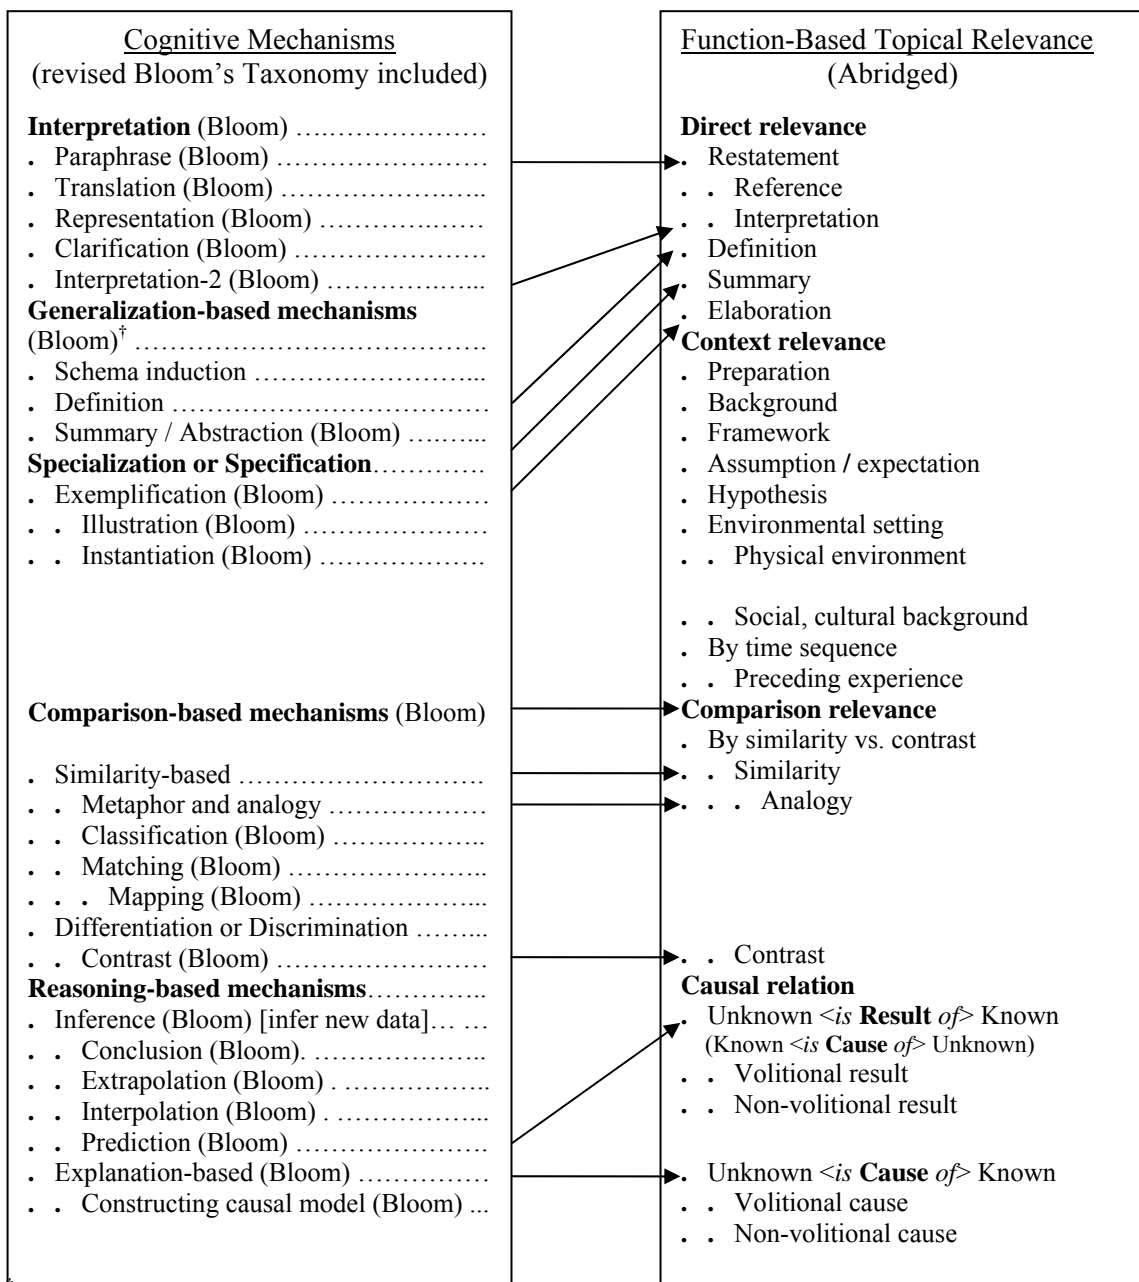 Cognitive Mechanisms
(revised Bloom's Taxonomy included)
Interpretation (Bloom) ….…………………
. Paraphrase (Bloom) ………………………
. Translation (Bloom) …………………..…..
. Representation (Bloom) …………….……
. Clarification (Bloom) ……………………
. Interpretation-2 (Bloom) ………………....
Generalization-based mechanisms
(Bloom)† …………………………………..
. Schema induction ………………………...
. Definition …………………………………
. Summary / Abstraction (Bloom) ….……...
Specialization or Specification……………..
. Exemplification (Bloom) …………………
. . Illustration (Bloom) ……………………
. . Instantiation (Bloom) ………………….
Comparison-based mechanisms (Bloom)
. Similarity-based …………………………..
. . Metaphor and analogy …………………
. . Classification (Bloom) …….…………...
. . Matching (Bloom) ……………………...
. . . Mapping (Bloom) …………………...
. Differentiation or Discrimination ……...
. . Contrast (Bloom) ………………………
Reasoning-based mechanisms…………..
. Inference (Bloom) [infer new data]… …
. . Conclusion (Bloom). …………………..
. . Extrapolation (Bloom) . ………………..
. . Interpolation (Bloom) . ………………...
. . Prediction (Bloom) ……………………..
. Explanation-based (Bloom) ……………
. . Constructing causal model (Bloom) ...
Function-Based Topical Relevance
(Abridged)
Direct relevance
. Restatement
. . Reference
. . Interpretation
. Definition
. Summary
. Elaboration
Context relevance
. Preparation
. Background
. Framework
. Assumption / expectation
. Hypothesis
. Environmental setting
. . Physical environment
. . Social, cultural background
. By time sequence
. . Preceding experience
Comparison relevance
. By similarity vs. contrast
. . Similarity
. . . Analogy
. . Contrast
Causal relation
. Unknown <is Result of> Known
(Known <is Cause of> Unknown)
. . Volitional result
. . Non-volitional result
. Unknown <is Cause of> Known
. . Volitional cause
. . Non-volitional cause